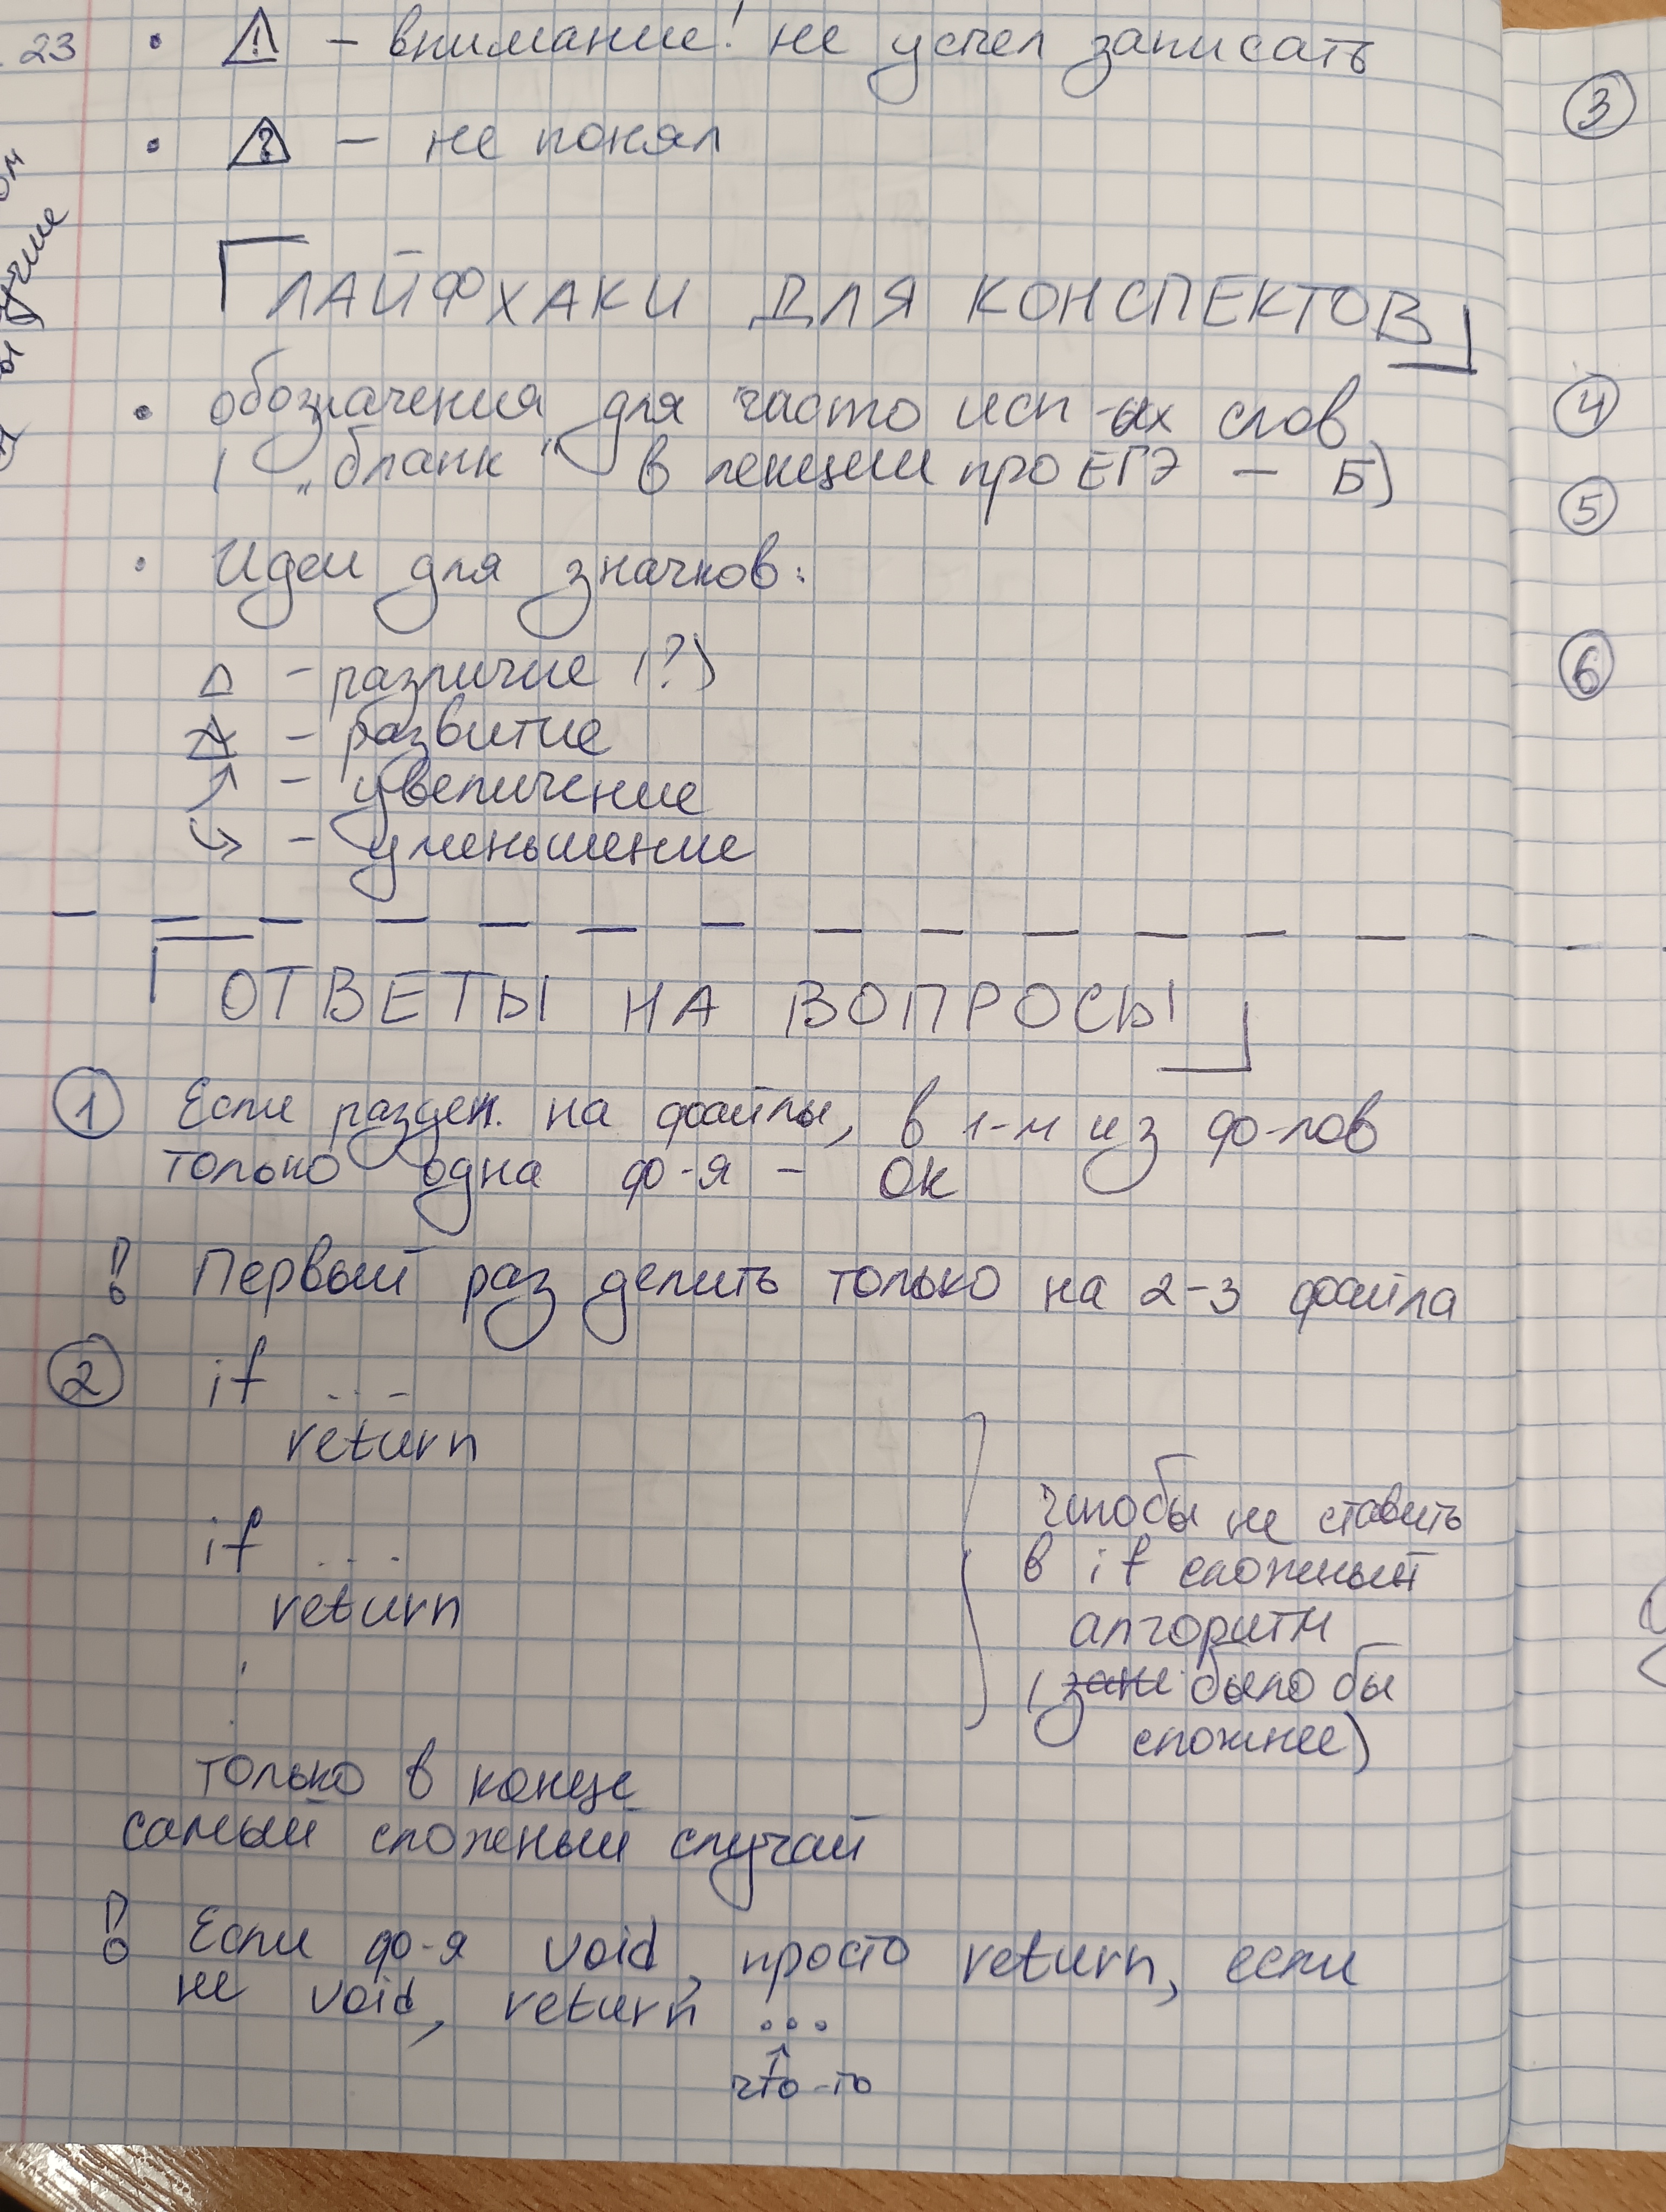 23
• ⚠ – внимание! не успел записать
• – не понял
ЛАЙФХАКИ ДЛЯ КОНСПЕКТОВ
• обозначения для часто исп-ых слов
( „бланк“ в лекции про ЕГЭ – Б)
• Идеи для значков:
△ – различие (?)
– развитие
↗ – увеличение
↘ – уменьшение
ОТВЕТЫ НА ВОПРОСЫ
① Если раздел. на файлы, в 1-м из ф-лов
только одна ф-я – ок
! Первый раз делить только на 2-3 файла
② if ...
return
if ...
return
чтобы не ставить
в if сложный
алгоритм
( было бы
сложнее)
только в конце
самый сложный случай
! Если ф-я void, просто return, если
не void, return ...
↑
что-то
③
④
⑤
⑥